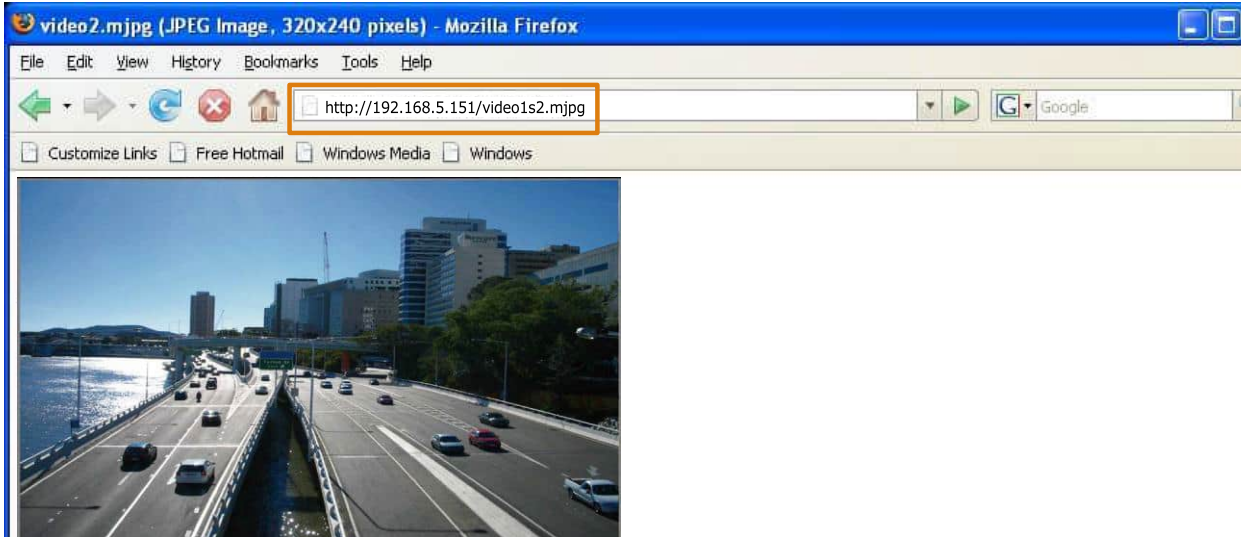 video2.mjpg (JPEG Image, 320x240 pixels) - Mozilla Firefox
File Edit View History Bookmarks Tools Help
http://192.168.5.151/video1s2.mjpg G Google
Customize Links Free Hotmail Windows Media Windows